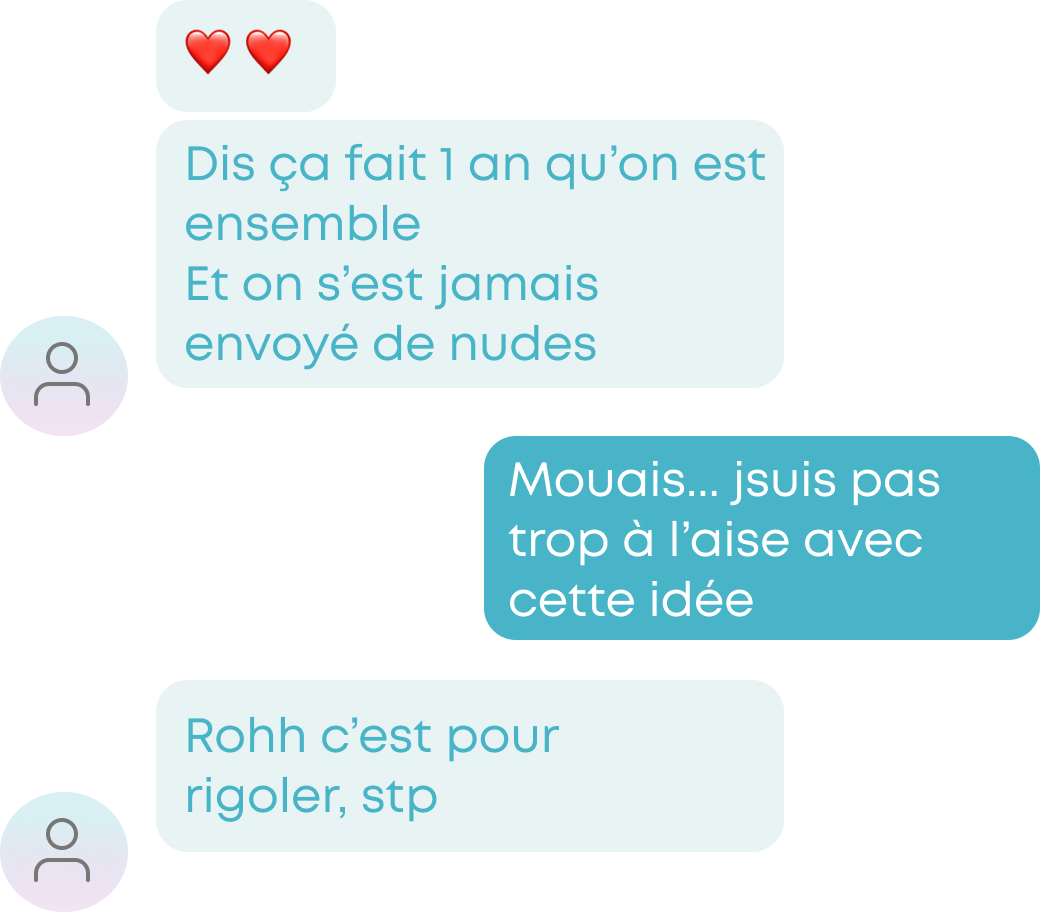 ❤️ ❤️
Dis ça fait 1 an qu’on est
ensemble
Et on s’est jamais
envoyé de nudes
Mouais... jsuis pas
trop à l’aise avec
cette idée
Rohh c’est pour
rigoler, stp